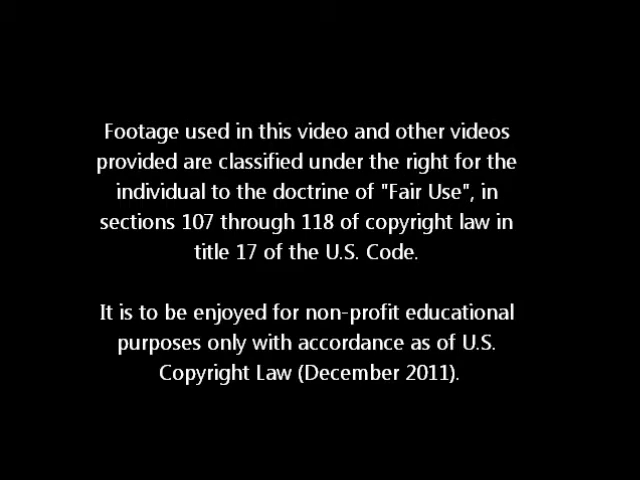 Footage used in this video and other videos
provided are classified under the right for the
individual to the doctrine of "Fair Use", in
sections 107 through 118 of copyright law in
title 17 of the U.S. Code.
It is to be enjoyed for non-profit educational
purposes only with accordance as of U.S.
Copyright Law (December 2011).